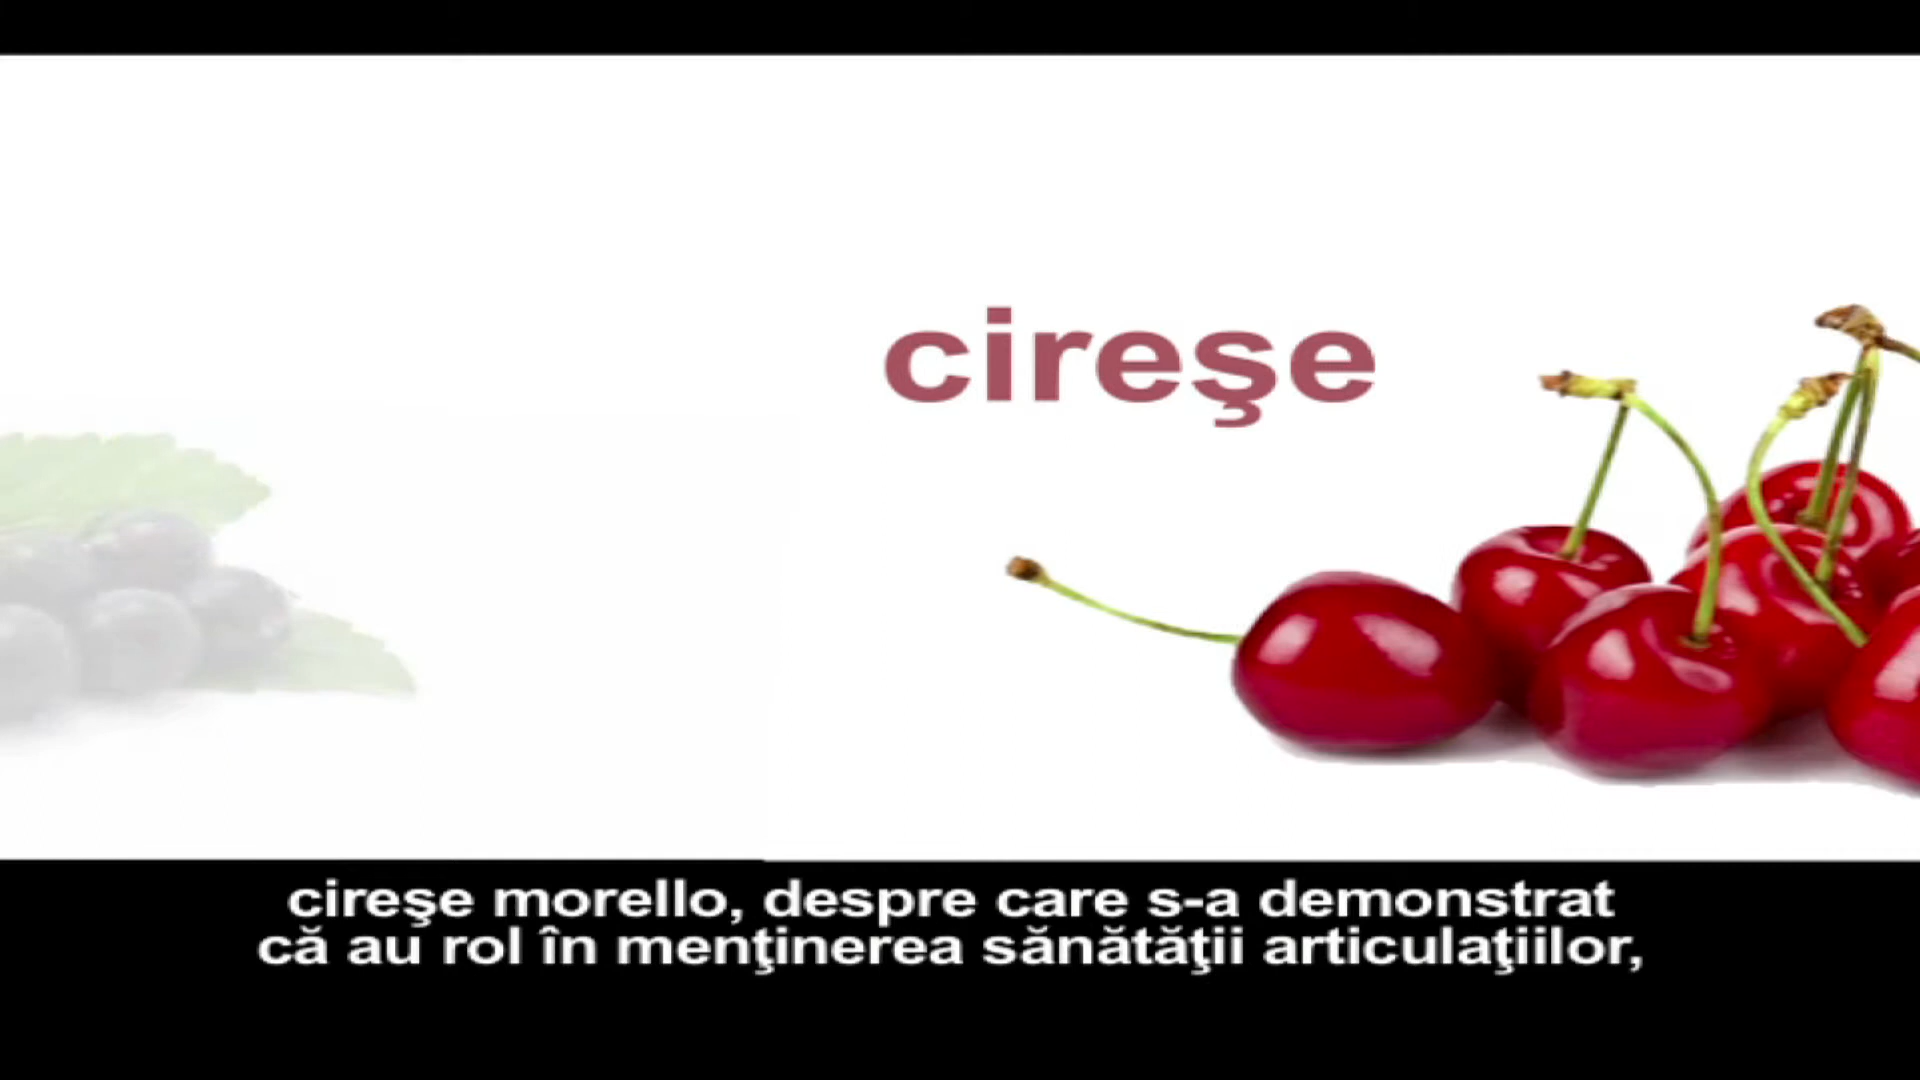 cireşe
cireşe morello, despre care s-a demonstrat
că au rol în menţinerea sănătăţii articulaţiilor,